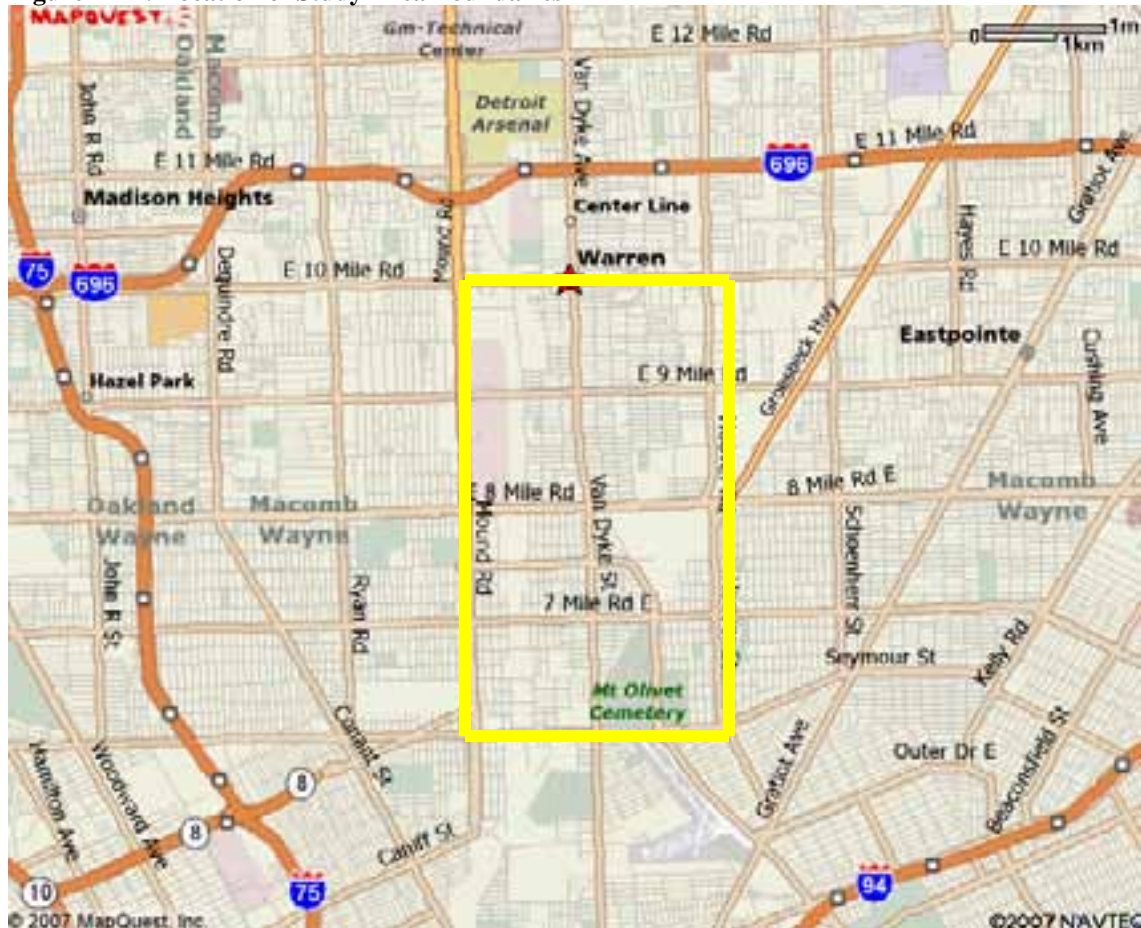 MAPQUEST
Gm-Technical
Center
E 12 Mile Rd
0
1m
1km
John R Rd
Oakland
Macomb
Van Dyke Ave
Detroit
Arsenal
E 11 Mile Rd
E 11 Mile Rd
696
Gratiot Ave
Madison Heights
Center Line
Mound Rd
Hayes Rd
Dequindre Rd
Warren
E 10 Mile Rd
E 10 Mile Rd
75
696
Groesbeck Hwy
Eastpointe
Cushing Ave
Hazel Park
E 9 Mile Rd
8 Mile Rd
8 Mile Rd E
Oakland
Wayne
Macomb
Wayne
Macomb
Wayne
Mound Rd
Van Dyke St
Schoenherr St
John R St
Ryan Rd
7 Mile Rd E
Kelly Rd
Seymour St
Mt Olivet
Cemetery
Conant St
Hamilton Ave
Woodward Ave
Gratiot Ave
Outer Dr E
Beaconsfield St
8
8
Caniff St
10
75
94
© 2007 MapQuest, Inc.
©2007 NAVTEQ